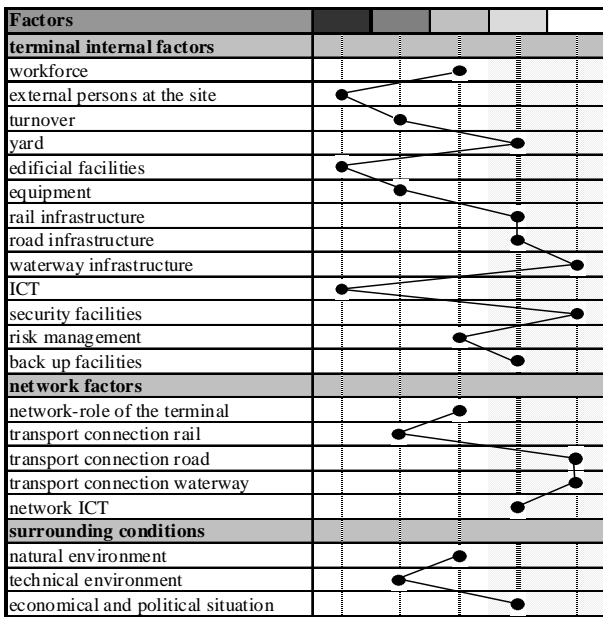 Factors
terminal internal factors
workforce
external persons at the site
turnover
yard
edificial facilities
equipment
rail infrastructure
road infrastructure
waterway infrastructure
ICT
security facilities
risk management
back up facilities
network factors
network-role of the terminal
transport connection rail
transport connection road
transport connection waterway
network ICT
surrounding conditions
natural environment
technical environment
economical and political situation